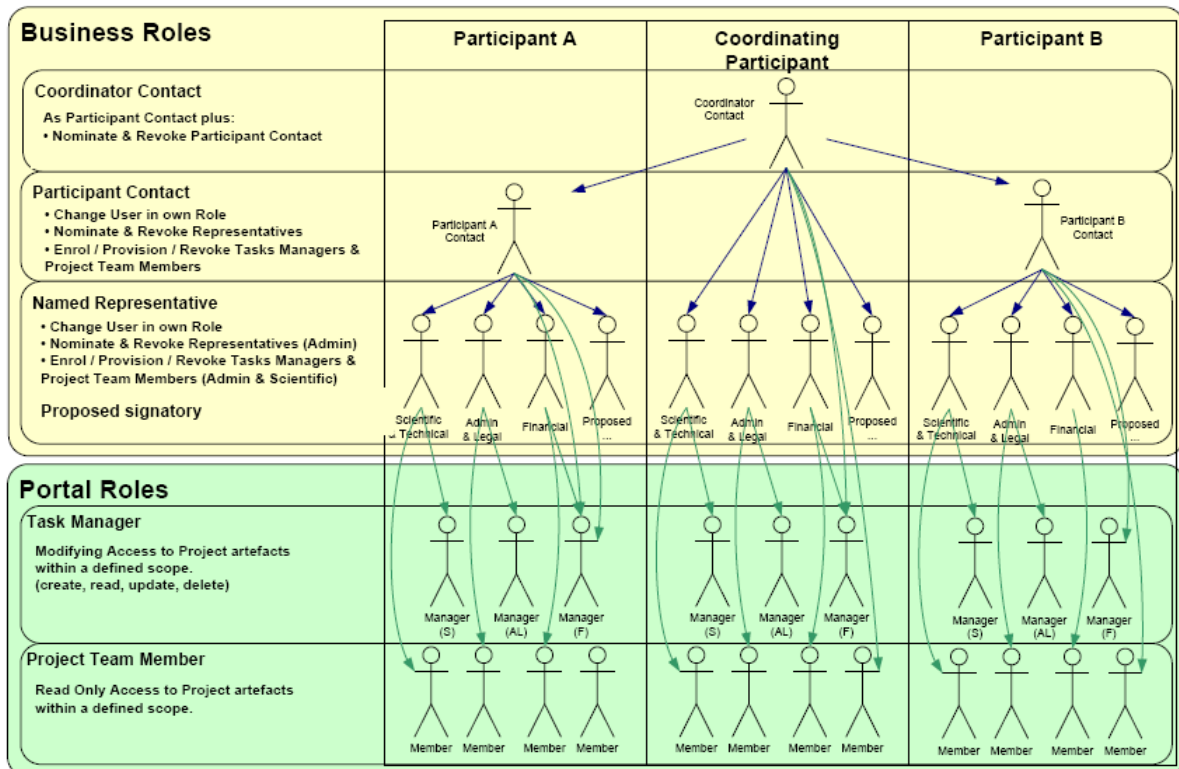 Business Roles
Participant A
Coordinating
Participant
Participant B
Coordinator Contact
As Participant Contact plus:
• Nominate & Revoke Participant Contact
Coordinator
Contact
Participant Contact
• Change User in own Role
• Nominate & Revoke Representatives
• Enrol / Provision / Revoke Tasks Managers &
Project Team Members
Participant A
Contact
Participant B
Contact
Named Representative
• Change User in own Role
• Nominate & Revoke Representatives (Admin)
• Enrol / Provision / Revoke Tasks Managers &
Project Team Members (Admin & Scientific)
Proposed signatory
Scientific
& Technical
Admin
& Legal
Financial
Proposed
...
Scientific
& Technical
Admin
& Legal
Financial
Proposed
...
Scientific
& Technical
Admin
& Legal
Financial
Proposed
...
Portal Roles
Task Manager
Modifying Access to Project artefacts
within a defined scope.
(create, read, update, delete)
Manager
(S)
Manager
(AL)
Manager
(F)
Manager
(S)
Manager
(AL)
Manager
(F)
Manager
(S)
Manager
(AL)
Manager
(F)
Project Team Member
Read Only Access to Project artefacts
within a defined scope.
Member
Member
Member
Member
Member
Member
Member
Member
Member
Member
Member
Member